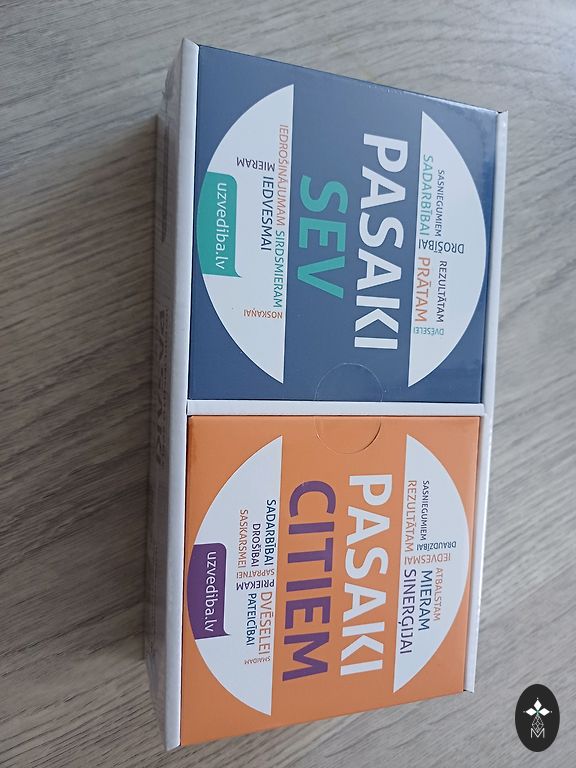 SASNIEGUMIEM
DROSĪBAI
REZULTĀTAM
DVĒSELEI
SADARBĪBAI
PRĀTAM
PASAKI
SEV
IEDROŠINĀJUMAM
SIRDSMIERAM
NOSKAŅAI
MIERAM
IEDVESMAI
uzvediba.lv
SASNIEGUMIEM
DRAUDZĪBAI
ATBALSTAM
REZULTĀTAM
IEDVESMAI
MIERAM
SINERĢIJAI
PASAKI
CITIEM
SADARBĪBAI
DROŠĪBAI
SAPRATNEI
DVĒSELEI
SMAIDAM
SASKARSMEI
PRIEKAM
PATEICĪBAI
uzvediba.lv